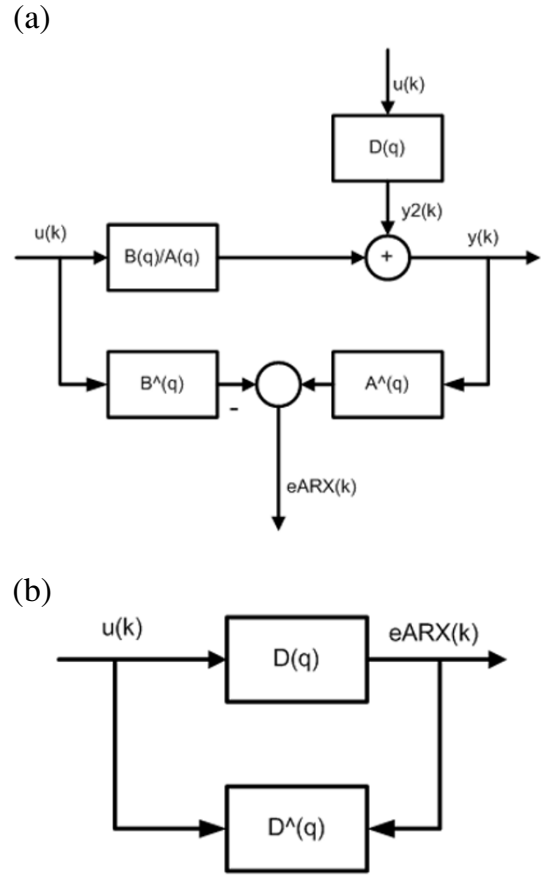 (a)
u(k)
D(q)
y2(k)
u(k)
B(q)/A(q)
+
y(k)
B^(q)
-
A^(q)
eARX(k)
(b)
u(k)
D(q)
eARX(k)
D^(q)